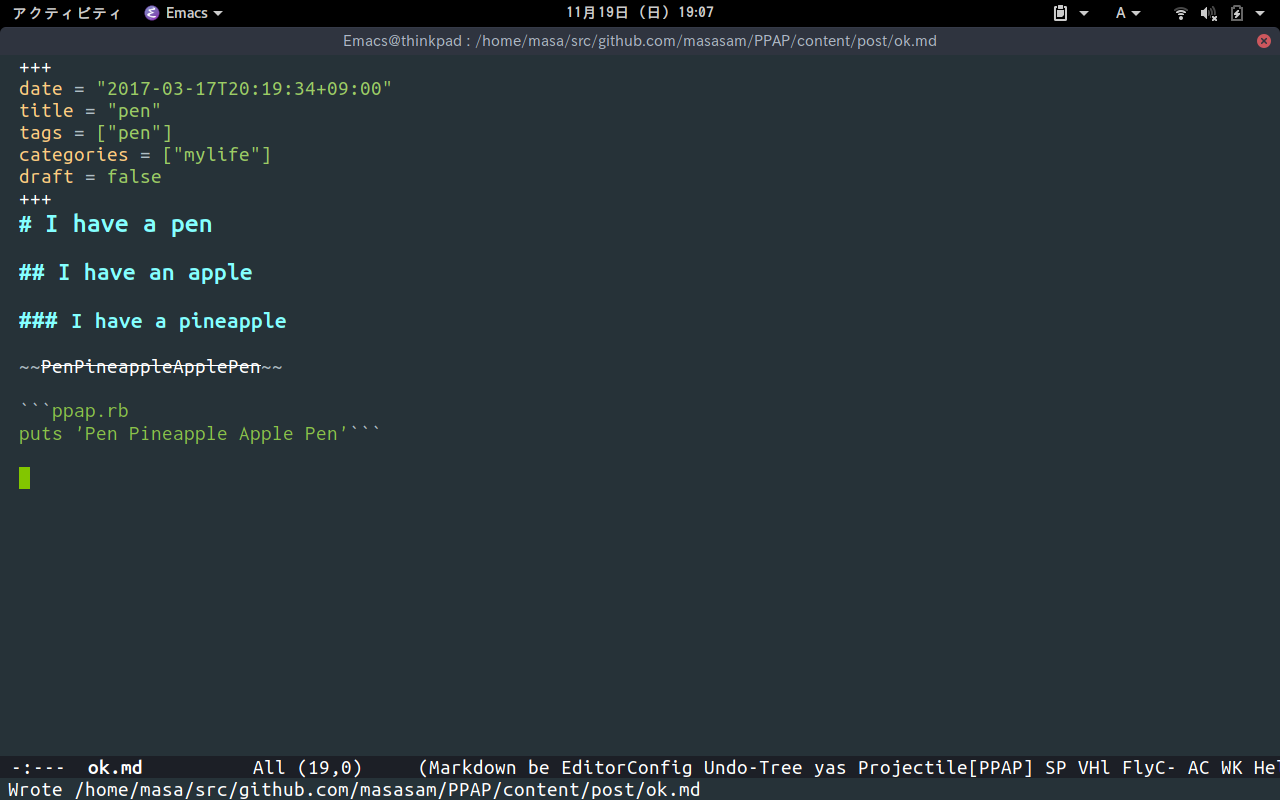 アクティビティ Emacs 11月19日 (日) 19:07 A
Emacs@thinkpad : /home/masa/src/github.com/masasam/PPAP/content/post/ok.md
+++
date = "2017-03-17T20:19:34+09:00"
title = "pen"
tags = ["pen"]
categories = ["mylife"]
draft = false
+++
# I have a pen
## I have an apple
### I have a pineapple
~~PenPineappleApplePen~~
```ppap.rb
puts 'Pen Pineapple Apple Pen'```
-:--- ok.md All (19,0) (Markdown be EditorConfig Undo-Tree yas Projectile[PPAP] SP VHl FlyC- AC WK Hel
Wrote /home/masa/src/github.com/masasam/PPAP/content/post/ok.md